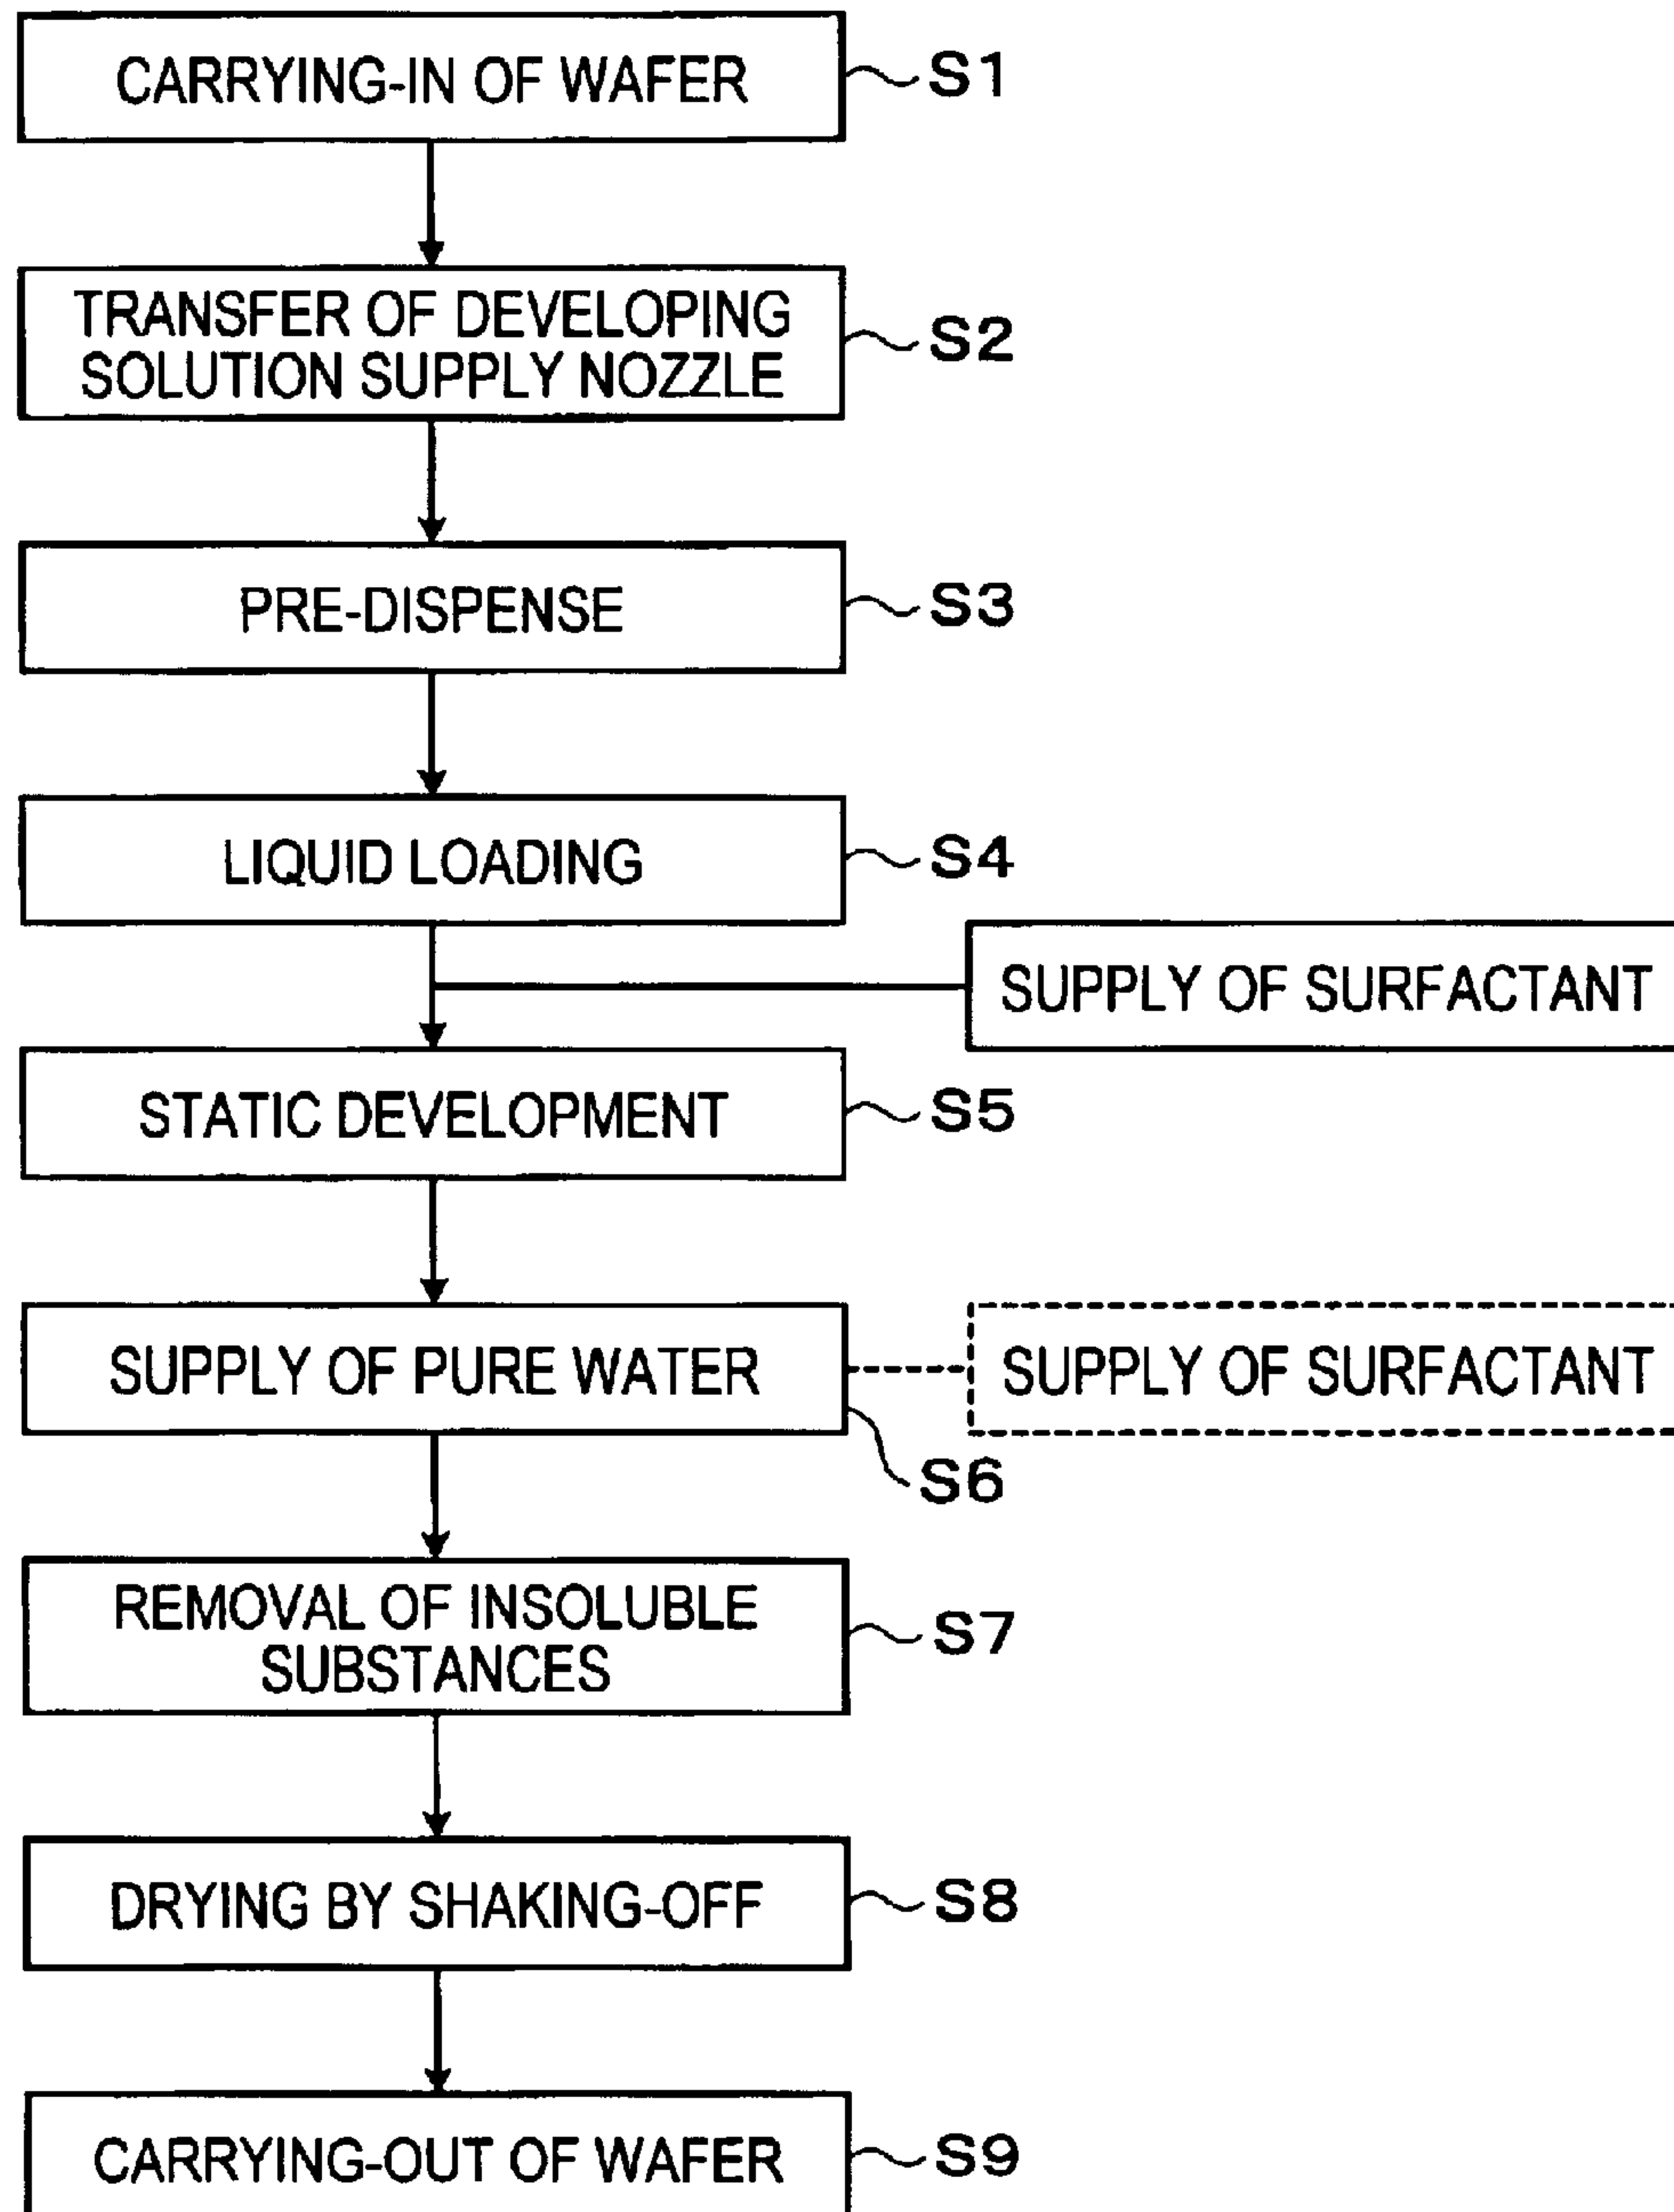 CARRYING-IN OF WAFER
S1
TRANSFER OF DEVELOPING
SOLUTION SUPPLY NOZZLE
S2
PRE-DISPENSE
S3
LIQUID LOADING
S4
SUPPLY OF SURFACTANT
STATIC DEVELOPMENT
S5
SUPPLY OF PURE WATER
SUPPLY OF SURFACTANT
S6
REMOVAL OF INSOLUBLE
SUBSTANCES
S7
DRYING BY SHAKING-OFF
S8
CARRYING-OUT OF WAFER
S9